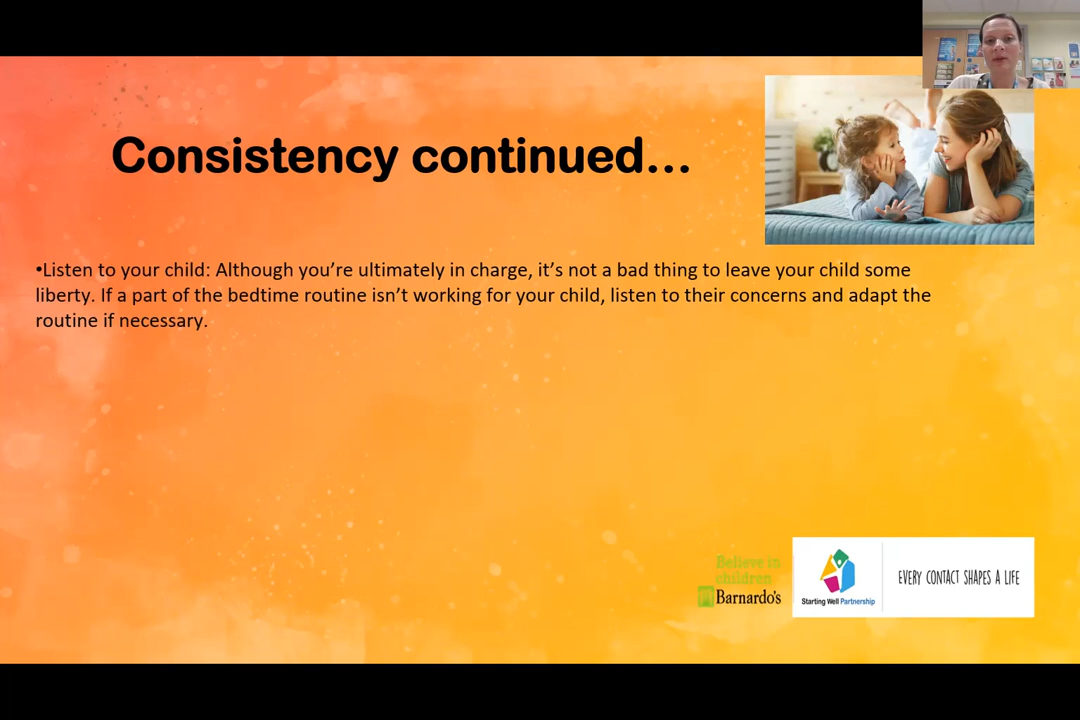 Consistency continued...
•Listen to your child: Although you’re ultimately in charge, it’s not a bad thing to leave your child some
liberty. If a part of the bedtime routine isn’t working for your child, listen to their concerns and adapt the
routine if necessary.
Believe in
children
Barnardo's
Starting Well Partnership
EVERY CONTACT SHAPES A LIFE